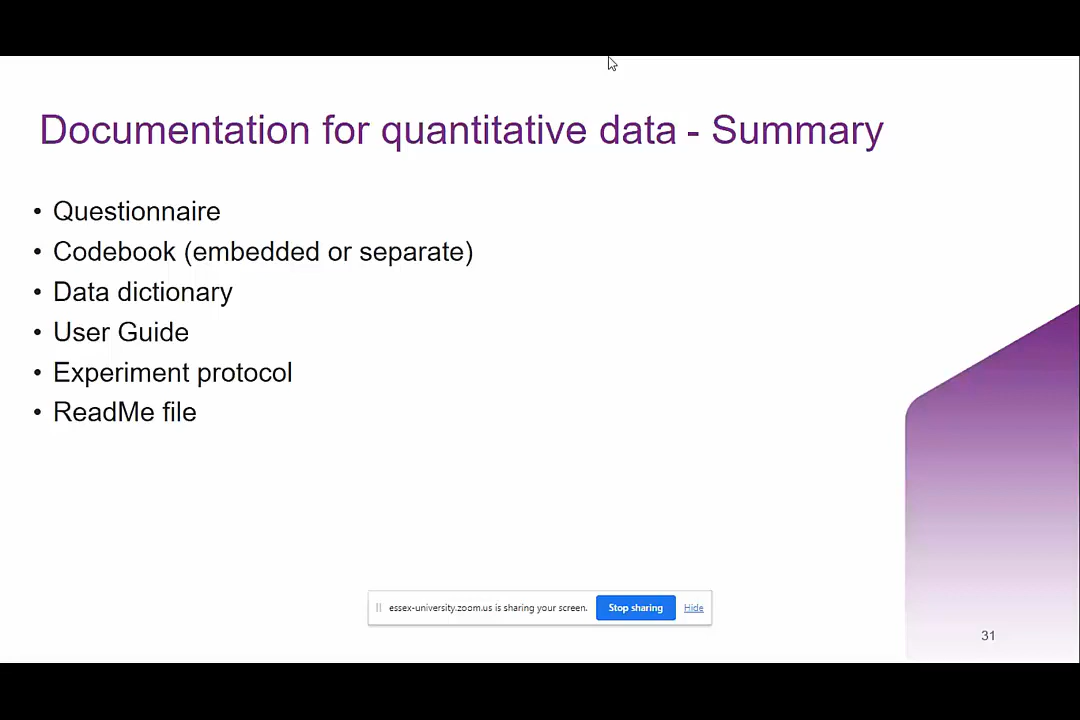 Documentation for quantitative data - Summary
• Questionnaire
• Codebook (embedded or separate)
• Data dictionary
• User Guide
• Experiment protocol
• ReadMe file
essex-university.zoom.us is sharing your screen. Stop sharing Hide
31